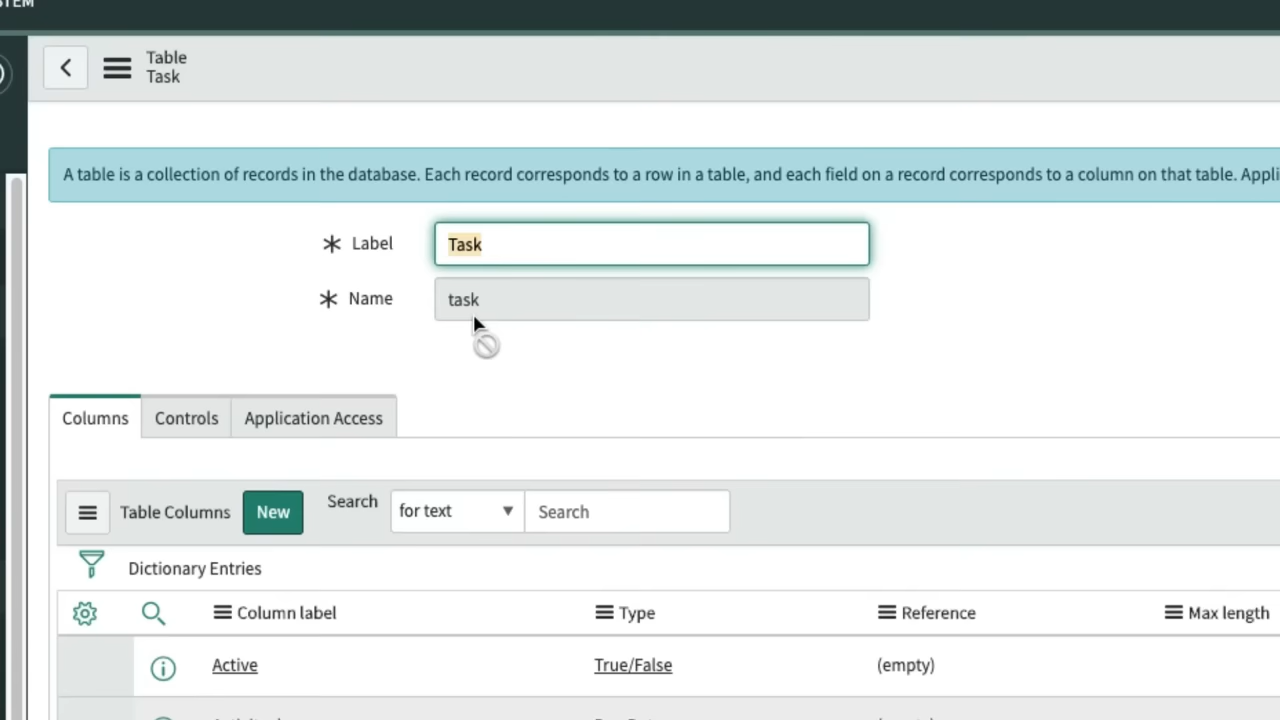 STEM
Table
Task
A table is a collection of records in the database. Each record corresponds to a row in a table, and each field on a record corresponds to a column on that table. Appli
Label Task
Name task
Columns Controls Application Access
Table Columns New Search for text Search
Dictionary Entries
Column label Type Reference Max length
Active True/False (empty)